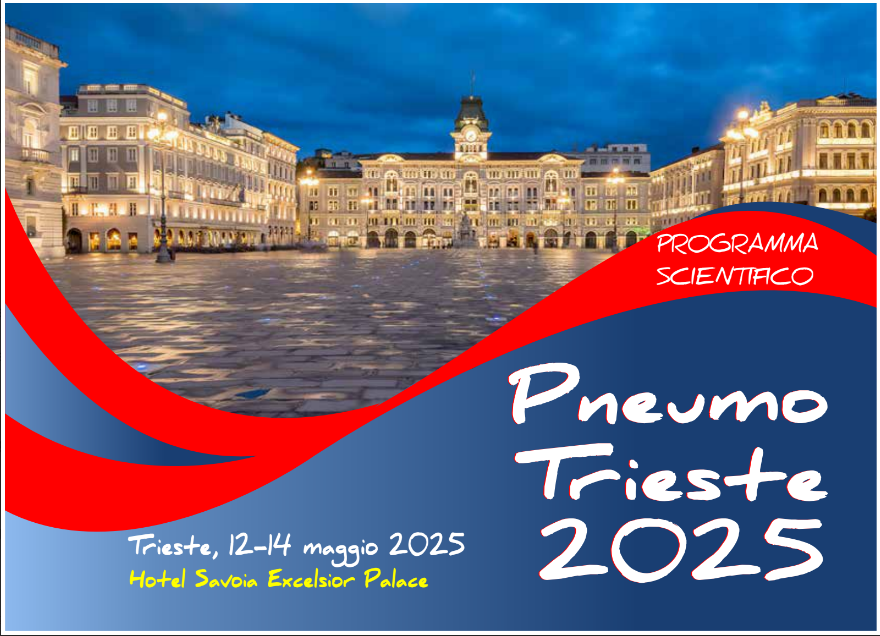 PROGRAMMA
SCIENTIFICO
Pneumo
Trieste
2025
Trieste, 12-14 maggio 2025
Hotel Savoia Excelsior Palace